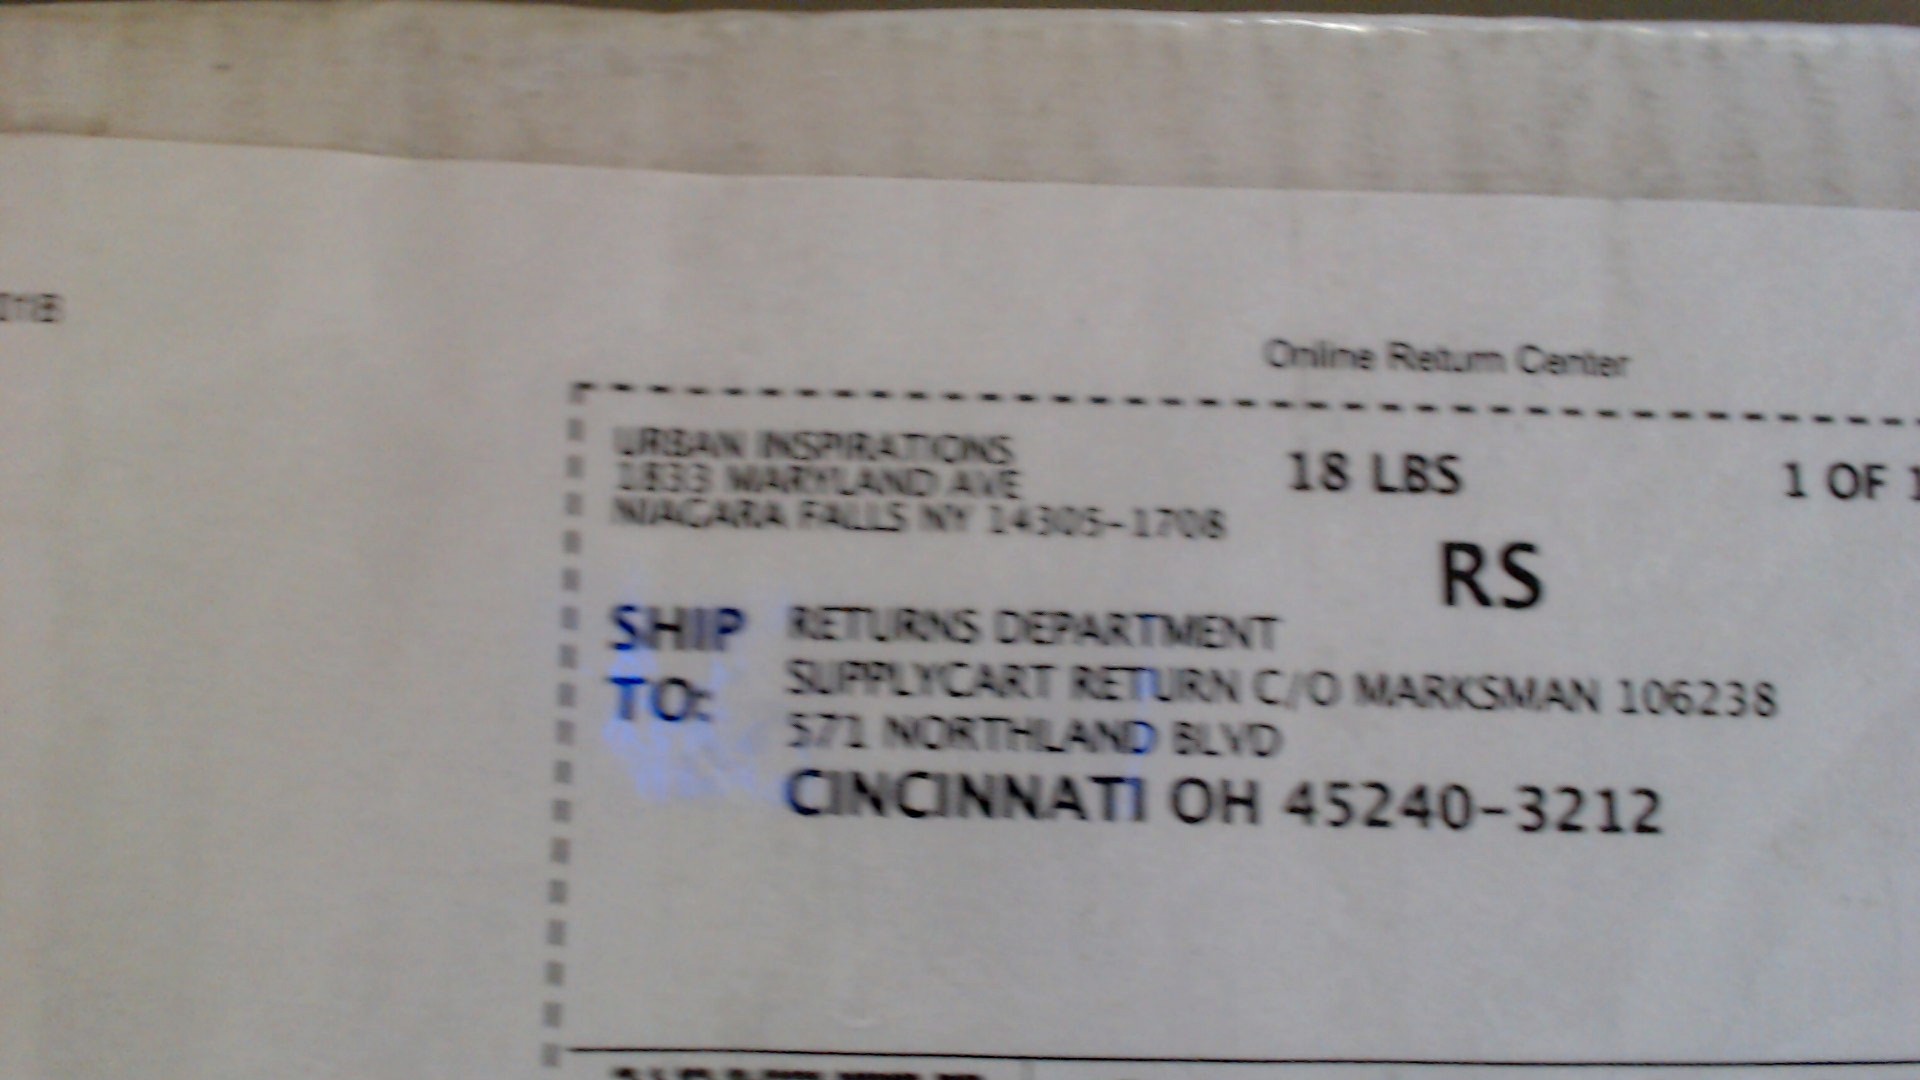 Online Return Center
URBAN INSPIRATIONS
1833 MARYLAND AVE
NIAGARA FALLS NY 14305-1708
18 LBS
1 OF 1
RS
SHIP
TO:
RETURNS DEPARTMENT
SUPPLYCART RETURN C/O MARKSMAN 106238
571 NORTHLAND BLVD
CINCINNATI OH 45240-3212